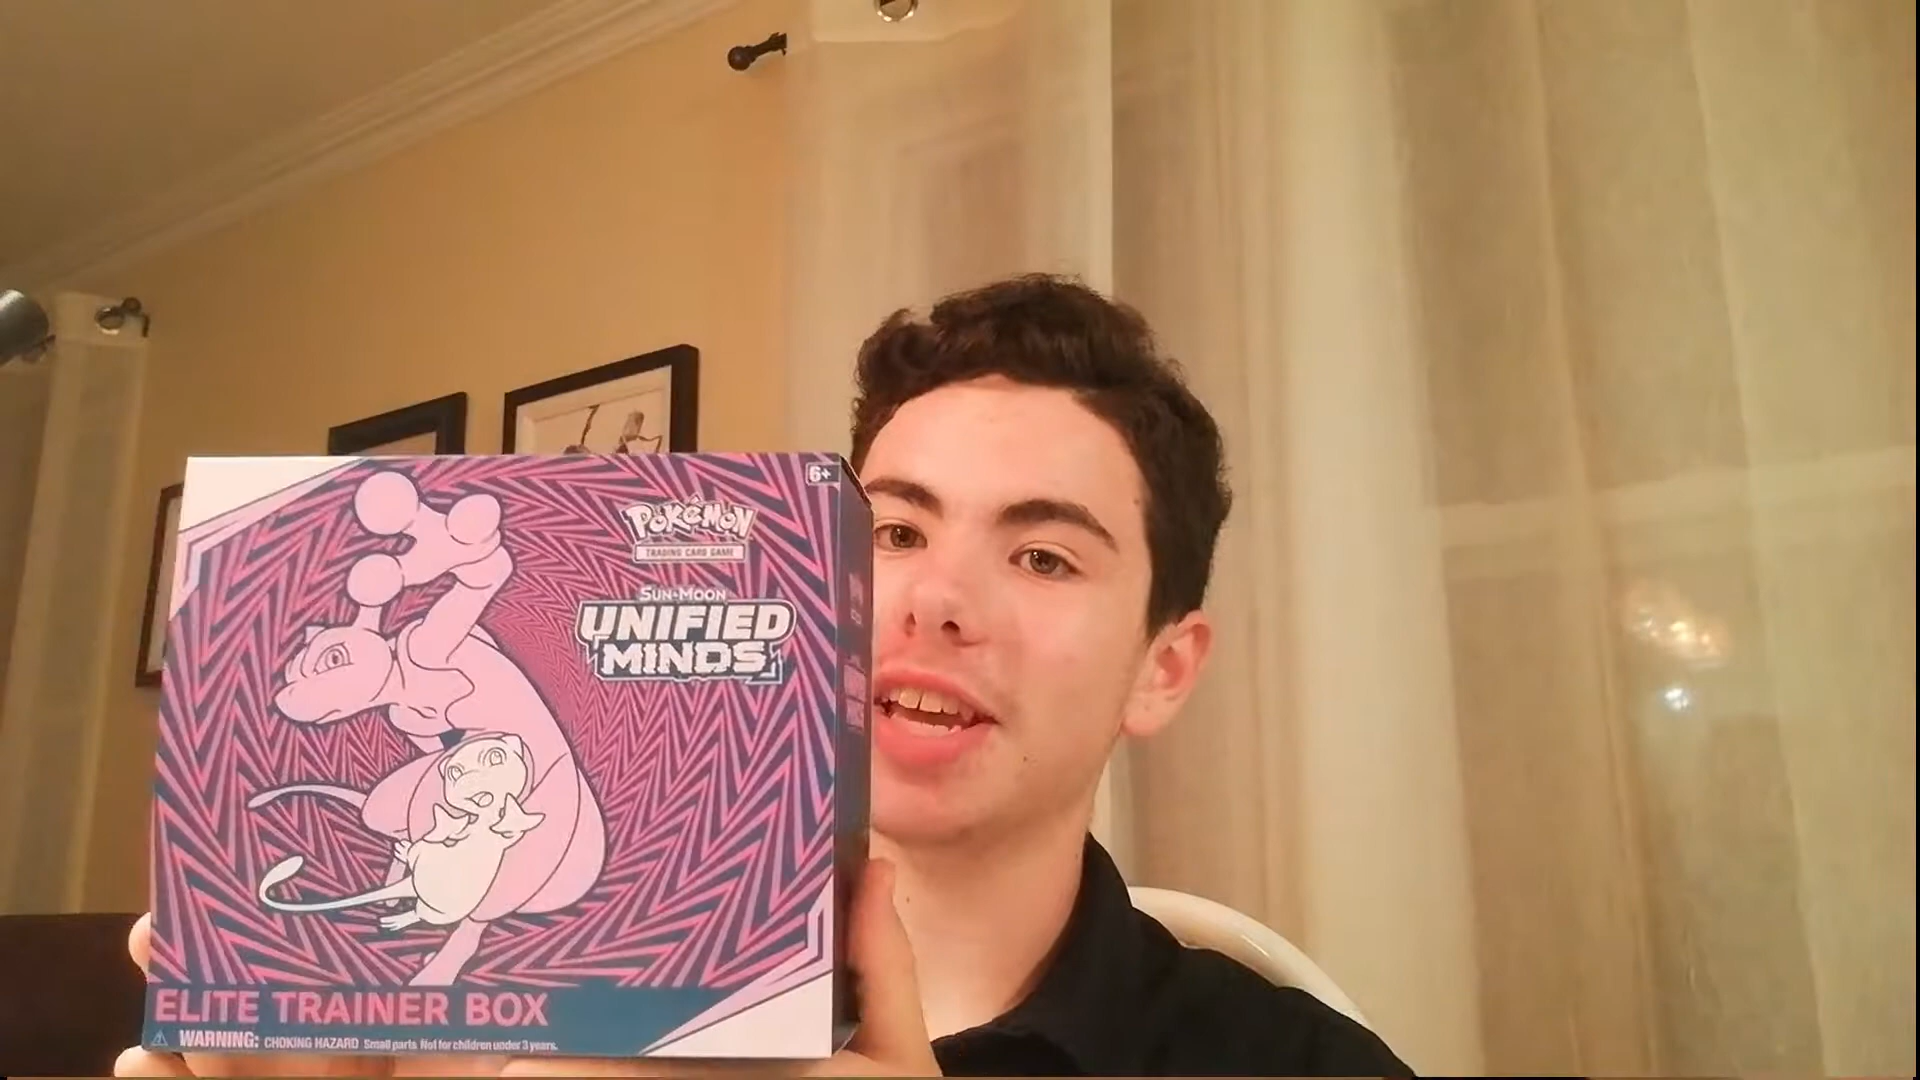 6+
POKéMON
TRADING CARD GAME
SUN•MOON
UNIFIED
MINDS
ELITE TRAINER BOX
WARNING: CHOKING HAZARD Small parts. Not for children under 3 years.